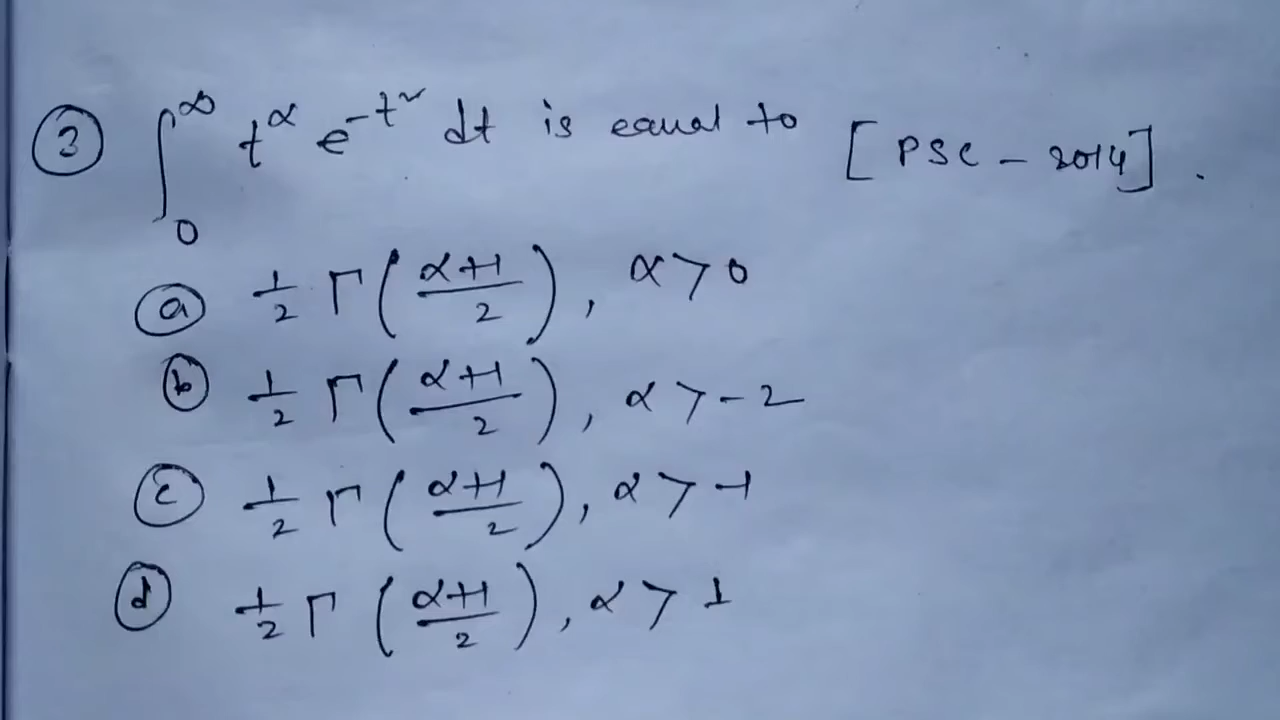 ③ ∫₀^∞ t^α e^{-t²} dt is equal to [PSC - 2014].
ⓐ 1/2 Γ((α+1)/2), α > 0
ⓑ 1/2 Γ((α+1)/2), α > -2
ⓒ 1/2 Γ((α+1)/2), α > -1
ⓓ 1/2 Γ((α+1)/2), α > 1